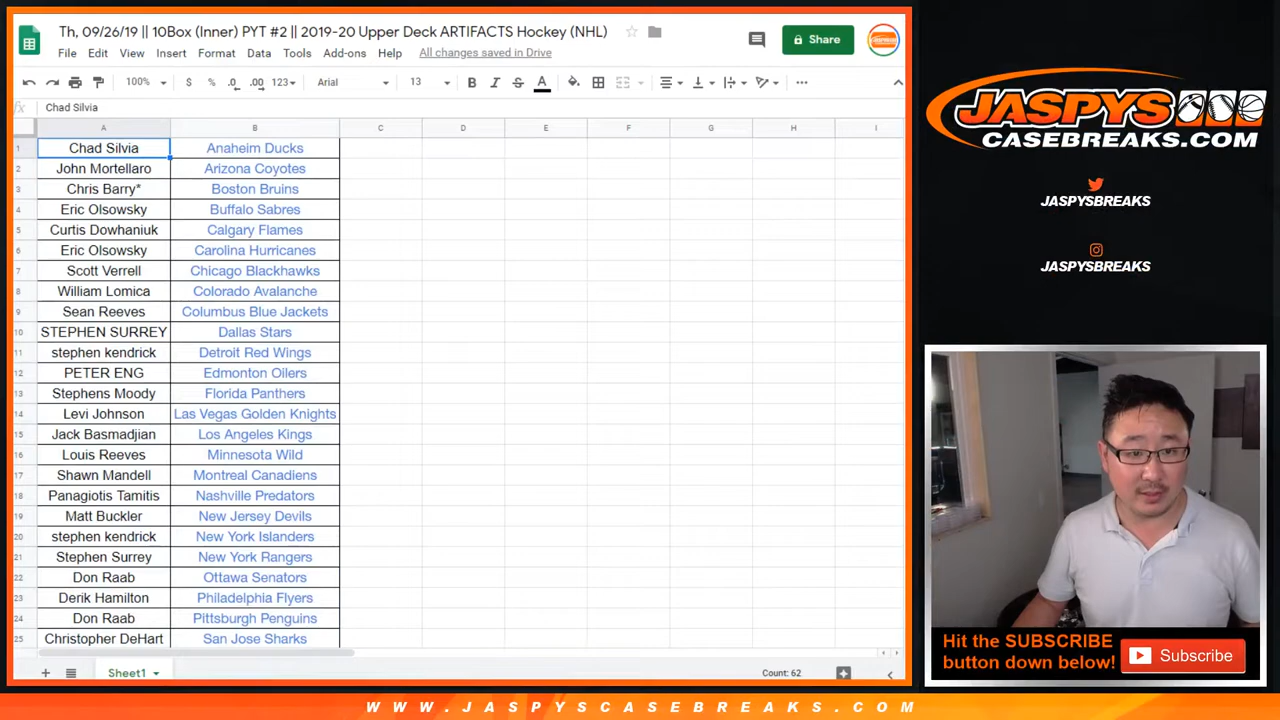 Th, 09/26/19 || 10Box (Inner) PYT #2 || 2019-20 Upper Deck ARTIFACTS Hockey (NHL)
File Edit View Insert Format Data Tools Add-ons Help All changes saved in Drive
Share
100% $ % .0 .00 123 Arial 13 B I S A
fx Chad Silvia
A B C D E F G H I
1 Chad Silvia Anaheim Ducks
2 John Mortellaro Arizona Coyotes
3 Chris Barry* Boston Bruins
4 Eric Olsowsky Buffalo Sabres
5 Curtis Dowhaniuk Calgary Flames
6 Eric Olsowsky Carolina Hurricanes
7 Scott Verrell Chicago Blackhawks
8 William Lomica Colorado Avalanche
9 Sean Reeves Columbus Blue Jackets
10 STEPHEN SURREY Dallas Stars
11 stephen kendrick Detroit Red Wings
12 PETER ENG Edmonton Oilers
13 Stephens Moody Florida Panthers
14 Levi Johnson Las Vegas Golden Knights
15 Jack Basmadjian Los Angeles Kings
16 Louis Reeves Minnesota Wild
17 Shawn Mandell Montreal Canadiens
18 Panagiotis Tamitis Nashville Predators
19 Matt Buckler New Jersey Devils
20 stephen kendrick New York Islanders
21 Stephen Surrey New York Rangers
22 Don Raab Ottawa Senators
23 Derik Hamilton Philadelphia Flyers
24 Don Raab Pittsburgh Penguins
25 Christopher DeHart San Jose Sharks
Sheet1 Count: 62
JASPYS
CASEBREAKS.COM
JASPYSBREAKS
JASPYSBREAKS
Hit the SUBSCRIBE
button down below!
Subscribe
WWW.JASPYSCASEBREAKS.COM